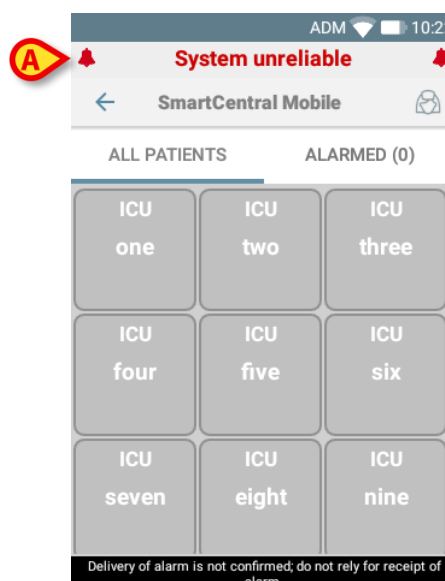 ADM 10:2
A
System unreliable
SmartCentral Mobile
ALL PATIENTS ALARMED (0)
ICU ICU ICU
one two three
ICU ICU ICU
four five six
ICU ICU ICU
seven eight nine
Delivery of alarm is not confirmed; do not rely for receipt of
alarm